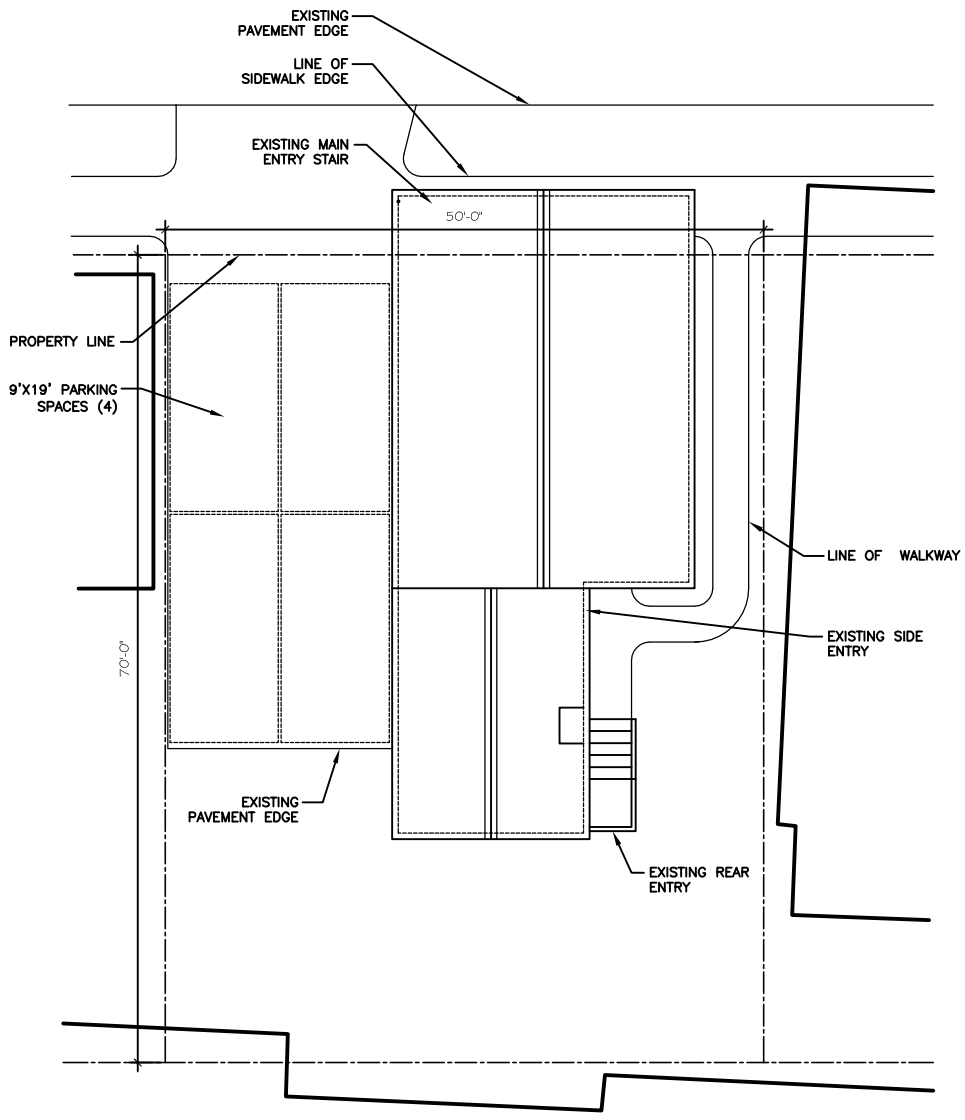 EXISTING
PAVEMENT EDGE
LINE OF
SIDEWALK EDGE
EXISTING MAIN
ENTRY STAIR
50'-0"
PROPERTY LINE
9'X19' PARKING
SPACES (4)
LINE OF WALKWAY
EXISTING SIDE
ENTRY
70'-0"
EXISTING
PAVEMENT EDGE
EXISTING REAR
ENTRY